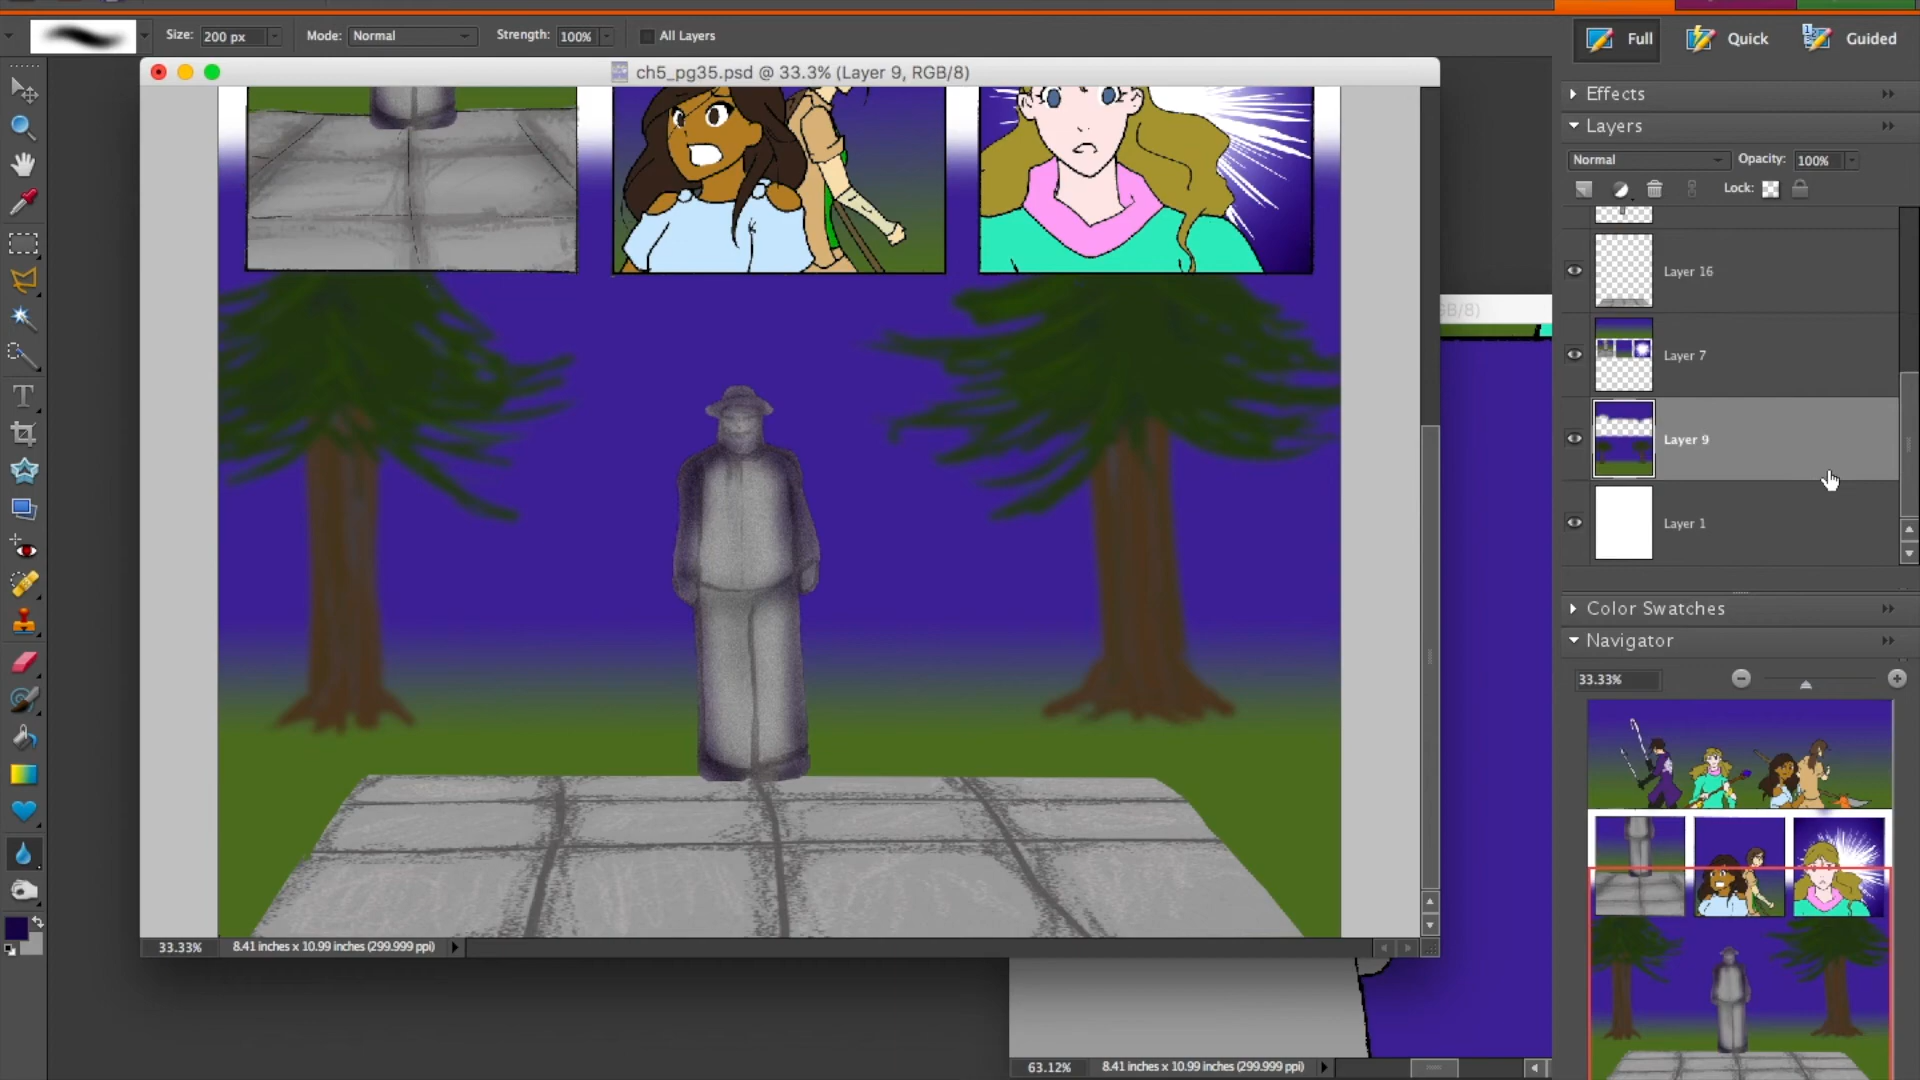 Size: 200 px Mode: Normal Strength: 100% All Layers
Full Quick Guided
ch5_pg35.psd @ 33.3% (Layer 9, RGB/8)
Effects
Layers
Normal Opacity: 100%
Lock:
Layer 16
GB/8)
Layer 7
Layer 9
Layer 1
Color Swatches
Navigator
33.33%
33.33% 8.41 inches x 10.99 inches (299.999 ppi)
63.12% 8.41 inches x 10.99 inches (299.999 ppi)